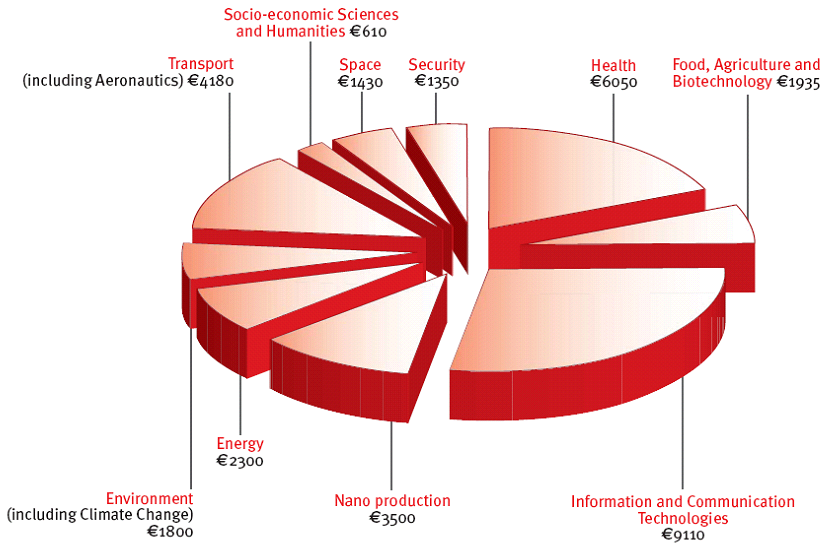 Socio-economic Sciences
and Humanities €610
Transport
(including Aeronautics) €4180
Space
€1430
Security
€1350
Health
€6050
Food, Agriculture and
Biotechnology €1935
Energy
€2300
Environment
(including Climate Change)
€1800
Nano production
€3500
Information and Communication
Technologies
€9110